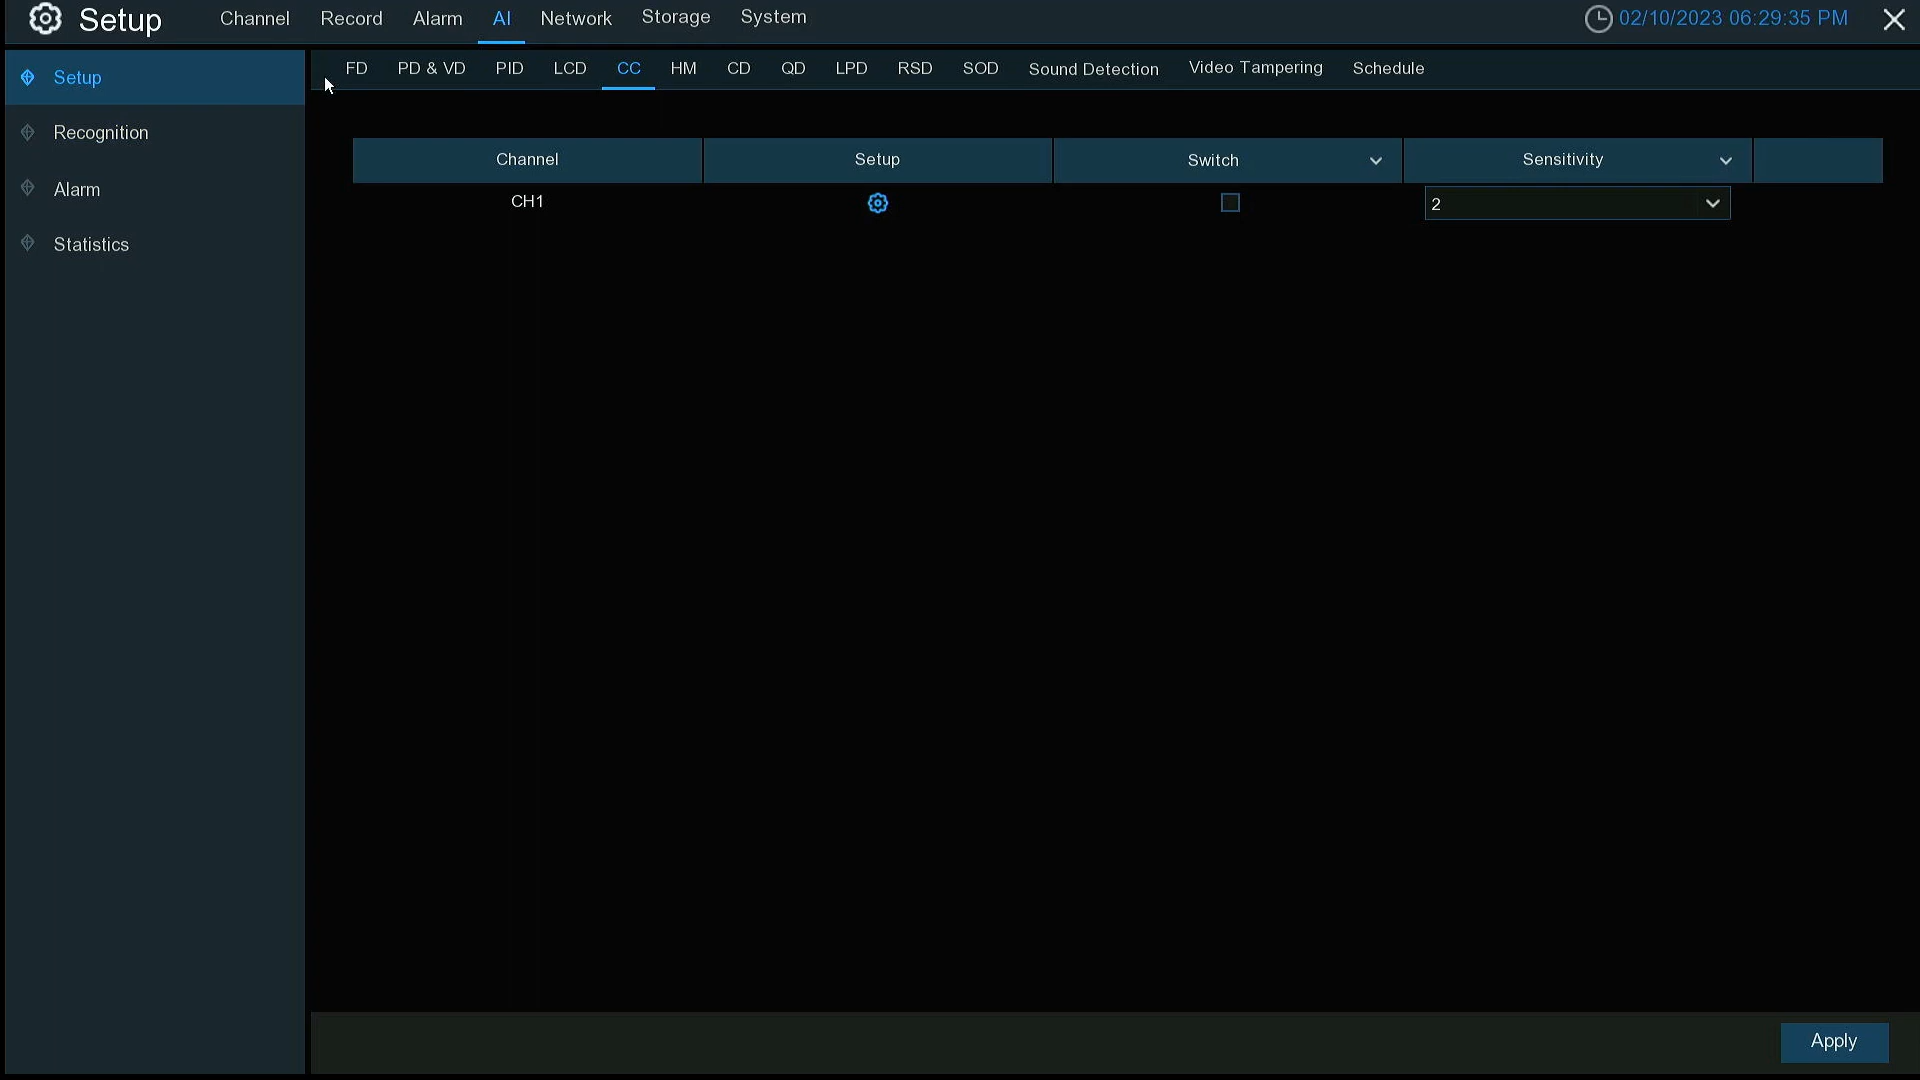 Setup Channel Record Alarm AI Network Storage System 02/10/2023 06:29:35 PM
Setup
Recognition
Alarm
Statistics
FD PD & VD PID LCD CC HM CD QD LPD RSD SOD Sound Detection Video Tampering Schedule
Channel Setup Switch Sensitivity
CH1 2
Apply